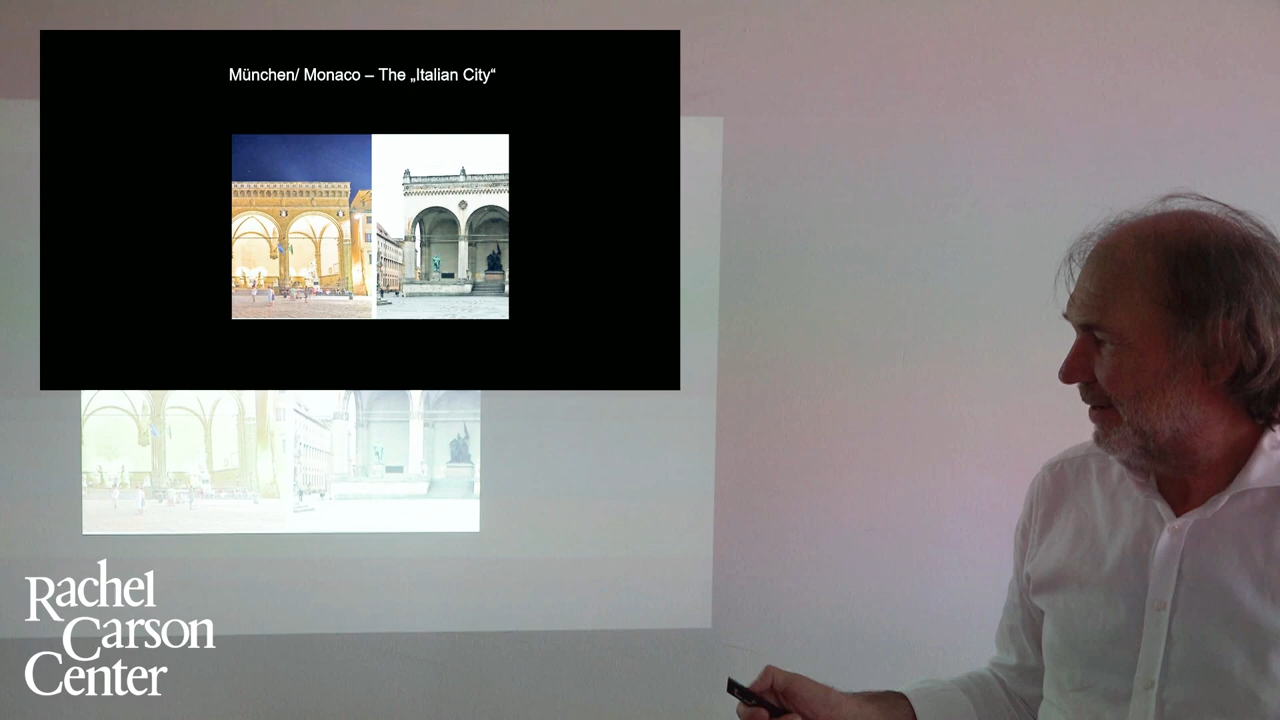 München/ Monaco – The „Italian City“
Rachel
Carson
Center